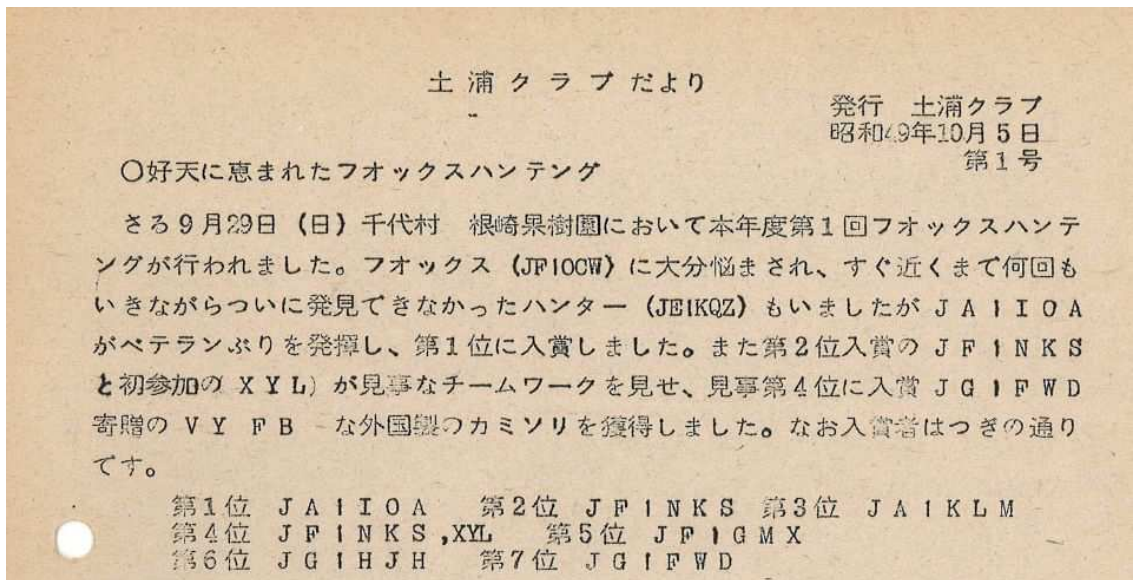 土浦クラブだより
発行 土浦クラブ
昭和49年10月5日
第1号
○好天に恵まれたフオックスハンテング
さる9月29日(日)千代村 根崎果樹園において本年度第1回フオックスハンテ
ングが行われました。フオックス(JF1OCW)に大分悩まされ、すぐ近くまで何回も
いきながらついに発見できなかったハンター(JE1KQZ)もいましたがJA1IOA
がベテランぶりを発揮し、第1位に入賞しました。また第2位入賞のJF1NKS
と初参加のXYL)が見事なチームワークを見せ、見事第4位に入賞JG1FWD
寄贈のVY FB な外国製のカミソリを獲得しました。なお入賞者はつぎの通り
です。
第1位 JA1IOA 第2位 JF1NKS 第3位 JA1KLM
第4位 JF1NKS,XYL 第5位 JF1GMX
第6位 JG1HJH 第7位 JG1FWD